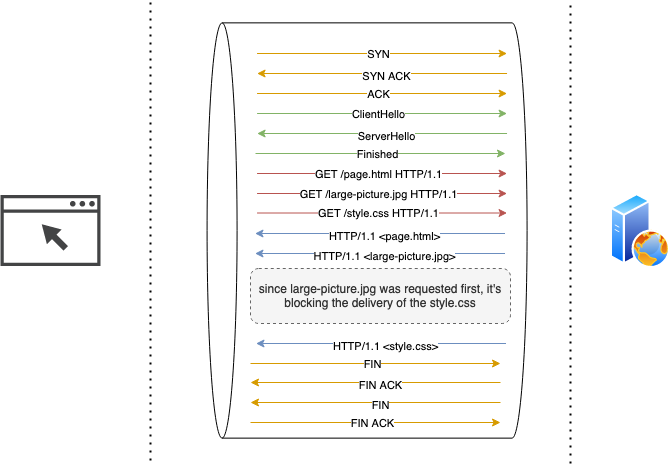 SYN
SYN ACK
ACK
ClientHello
ServerHello
Finished
GET /page.html HTTP/1.1
GET /large-picture.jpg HTTP/1.1
GET /style.css HTTP/1.1
HTTP/1.1 <page.html>
HTTP/1.1 <large-picture.jpg>
since large-picture.jpg was requested first, it's
blocking the delivery of the style.css
HTTP/1.1 <style.css>
FIN
FIN ACK
FIN
FIN ACK